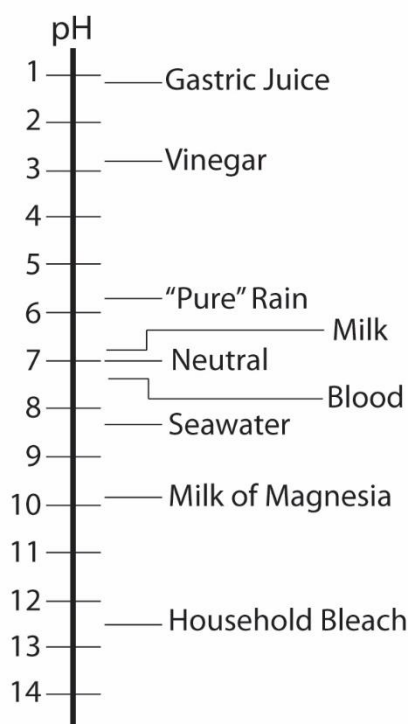 pH
1
Gastric Juice
2
Vinegar
3
4
5
"Pure" Rain
6
Milk
7
Neutral
Blood
8
Seawater
9
Milk of Magnesia
10
11
12
Household Bleach
13
14